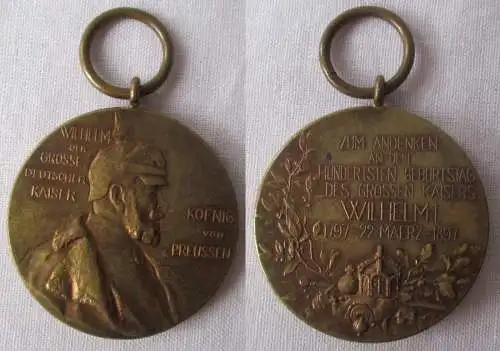 WILHELM
DER
GROSSE
DEUTSCHER
KAISER
KOENIG
VON
PREUSSEN
ZUM ANDENKEN
AN DEN
HUNDERTSTEN GEBURTSTAG
DES GROSSEN KAISERS
WILHELM I
1797 · 22 · MAERZ · 1897